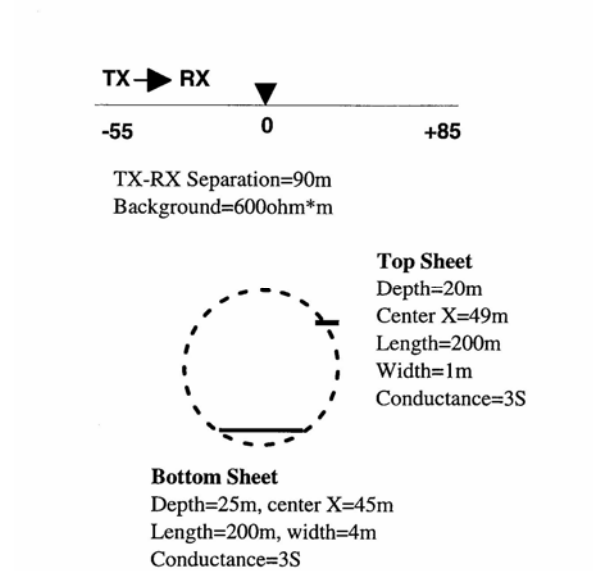 TX RX
-55 0 +85
TX-RX Separation=90m
Background=600ohm*m
Top Sheet
Depth=20m
Center X=49m
Length=200m
Width=1m
Conductance=3S
Bottom Sheet
Depth=25m, center X=45m
Length=200m, width=4m
Conductance=3S